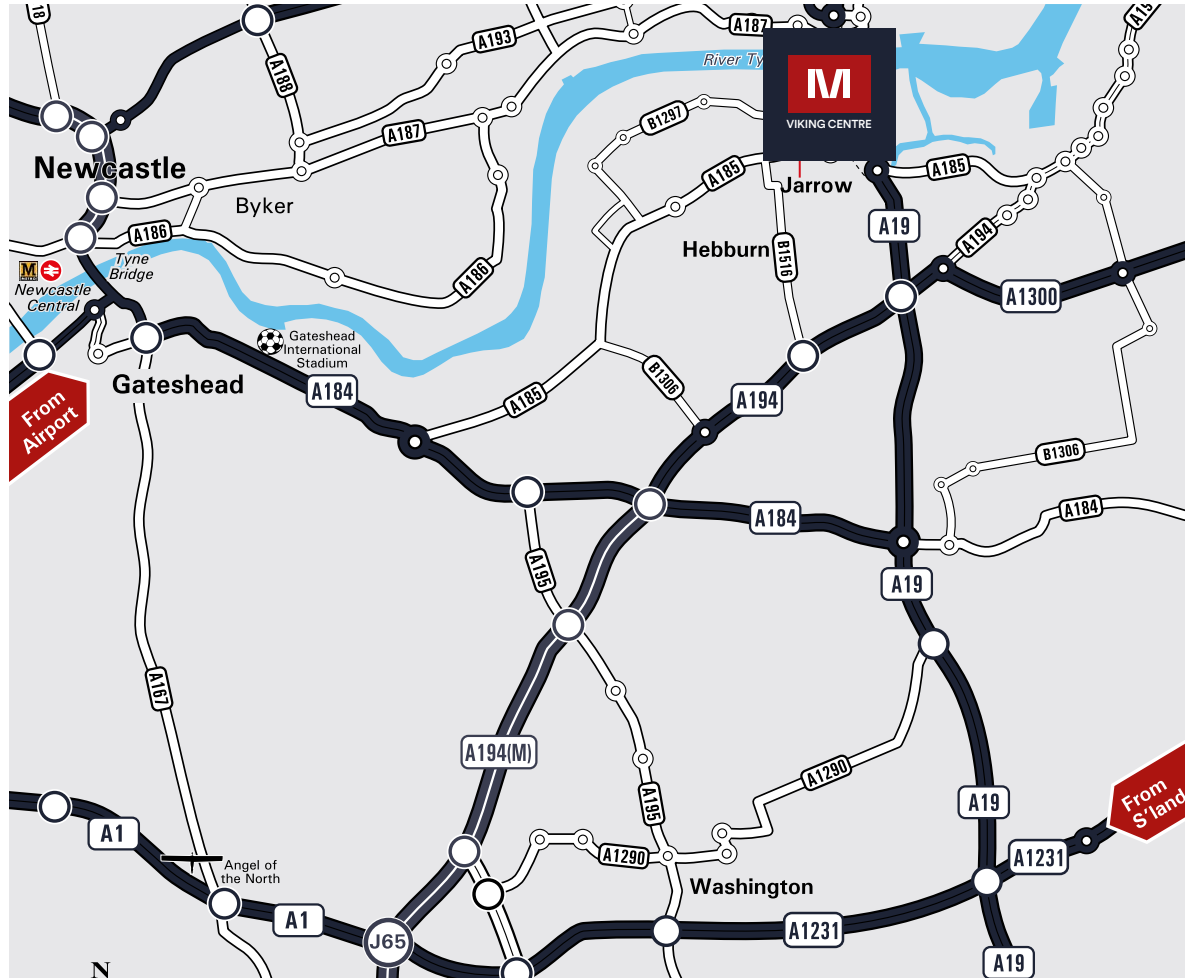 18
A193
A187
A19
A188
River Ty
M
VIKING CENTRE
B1297
A187
Newcastle
A185
A185
Jarrow
Byker
A19
A186
Hebburn
B1516
A194
Tyne
Bridge
M
METRO
Newcastle
Central
A186
A1300
Gateshead
International
Stadium
Gateshead
A184
B1306
A194
A185
From
Airport
B1306
A184
A184
A195
A19
A167
A194(M)
A1290
A195
A19
From
S'land
A1
A1290
A1231
Angel of
the North
Washington
A1
A1231
J65
A19
N